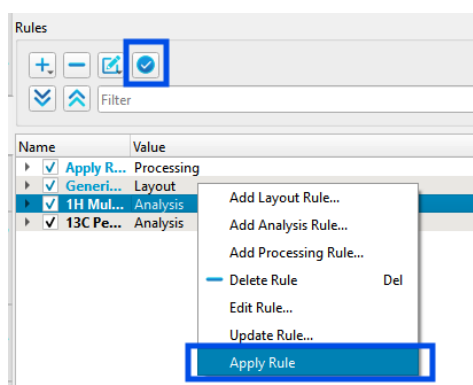 Rules
Filter
Name Value
Apply R... Processing
Generi... Layout
1H Mul... Analysis
13C Pe... Analysis
Add Layout Rule...
Add Analysis Rule...
Add Processing Rule...
Delete Rule Del
Edit Rule...
Update Rule...
Apply Rule